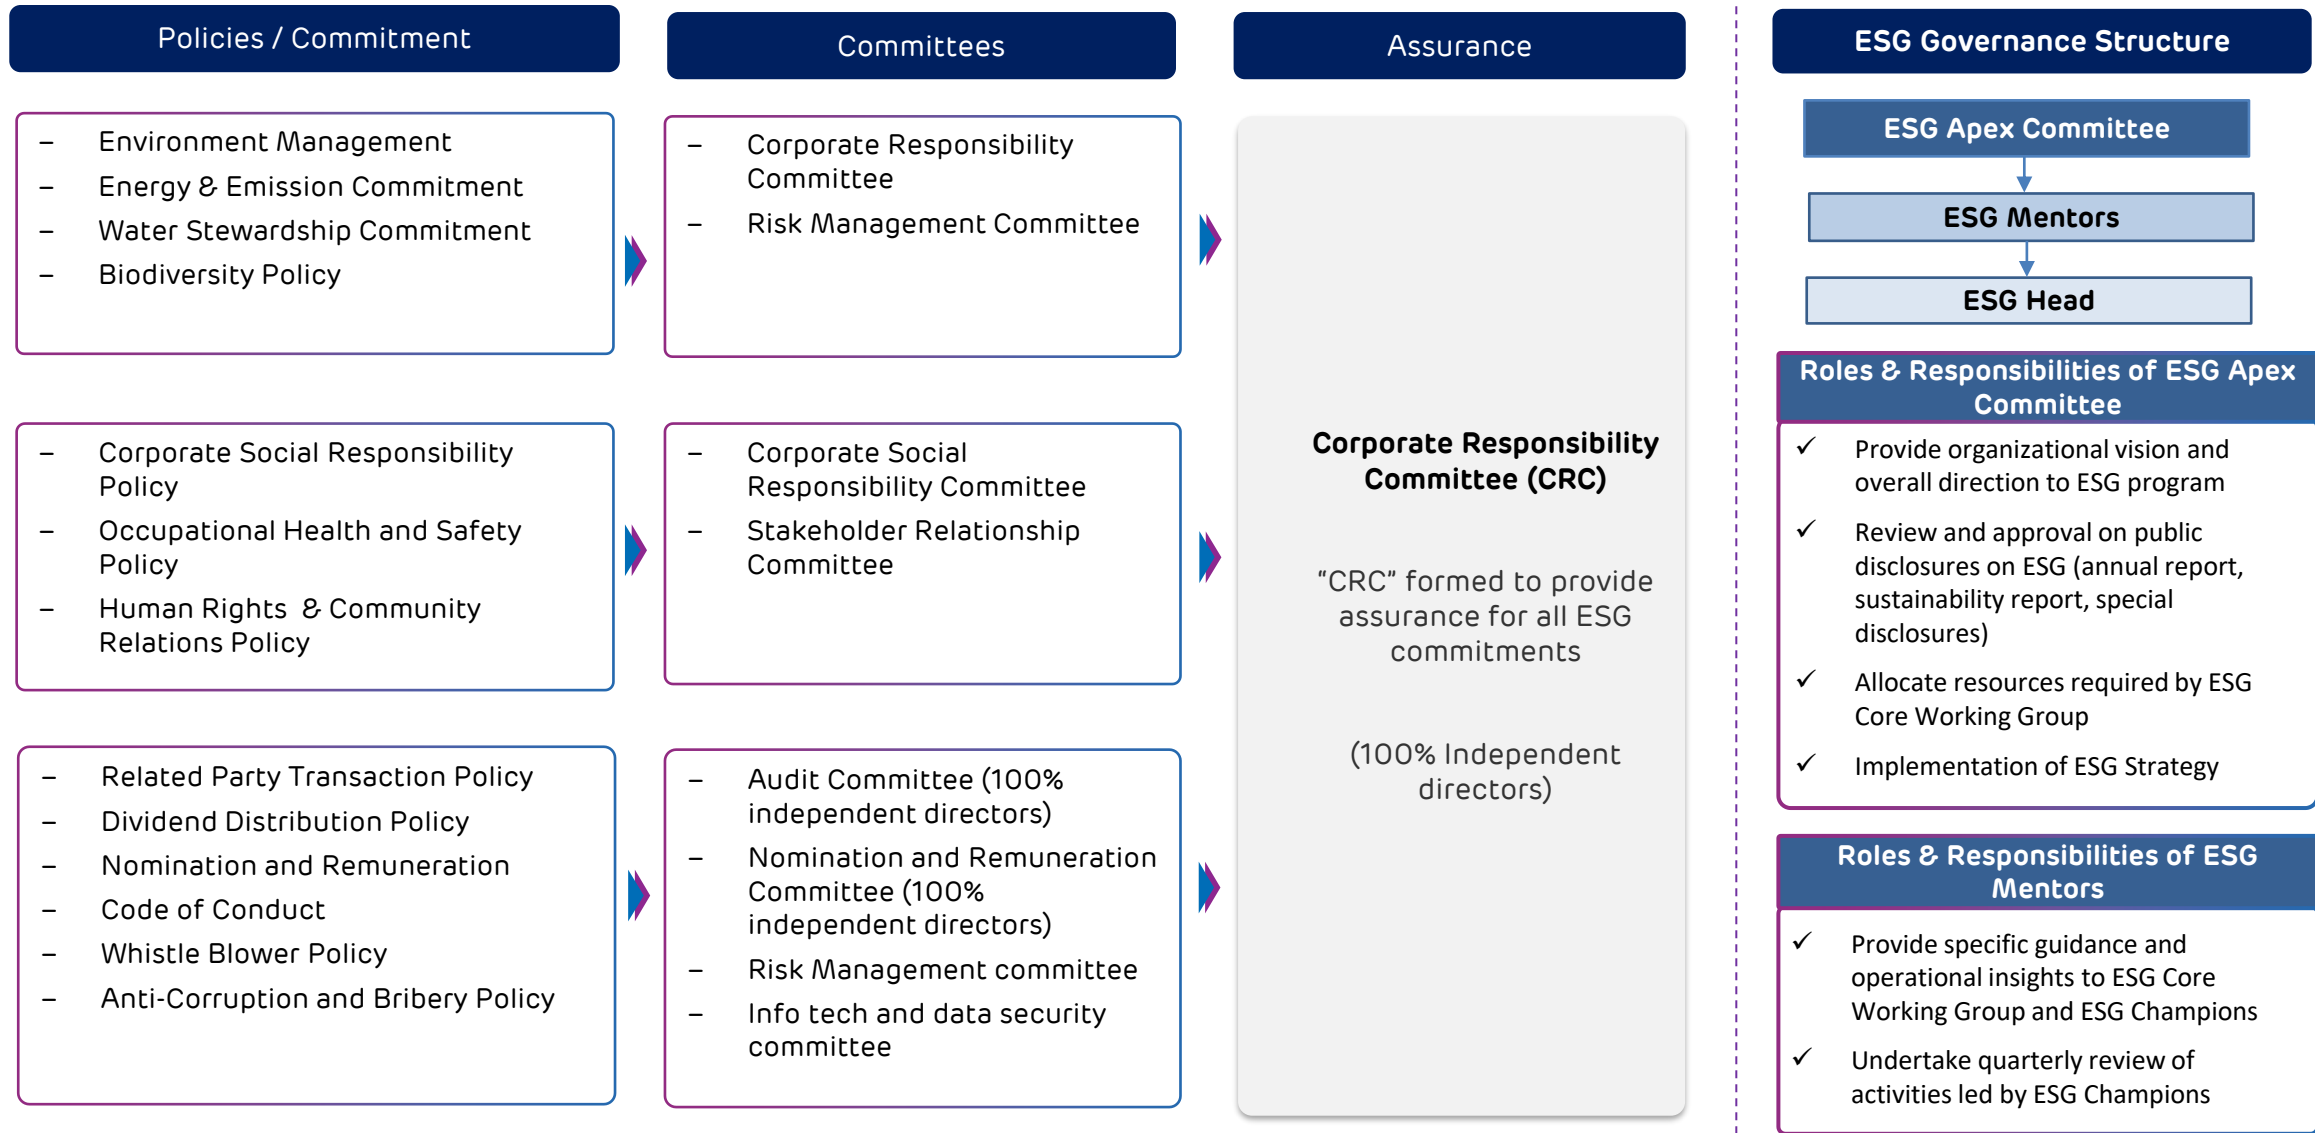 Policies / Commitment
– Environment Management
– Energy & Emission Commitment
– Water Stewardship Commitment
– Biodiversity Policy
– Corporate Social Responsibility
Policy
– Occupational Health and Safety
Policy
– Human Rights & Community
Relations Policy
– Related Party Transaction Policy
– Dividend Distribution Policy
– Nomination and Remuneration
– Code of Conduct
– Whistle Blower Policy
– Anti-Corruption and Bribery Policy
Committees
– Corporate Responsibility
Committee
– Risk Management Committee
– Corporate Social
Responsibility Committee
– Stakeholder Relationship
Committee
– Audit Committee (100%
independent directors)
– Nomination and Remuneration
Committee (100%
independent directors)
– Risk Management committee
– Info tech and data security
committee
Assurance
Corporate Responsibility
Committee (CRC)
“CRC” formed to provide
assurance for all ESG
commitments
(100% Independent
directors)
ESG Governance Structure
ESG Apex Committee
ESG Mentors
ESG Head
Roles & Responsibilities of ESG Apex
Committee
✓ Provide organizational vision and
overall direction to ESG program
✓ Review and approval on public
disclosures on ESG (annual report,
sustainability report, special
disclosures)
✓ Allocate resources required by ESG
Core Working Group
✓ Implementation of ESG Strategy
Roles & Responsibilities of ESG
Mentors
✓ Provide specific guidance and
operational insights to ESG Core
Working Group and ESG Champions
✓ Undertake quarterly review of
activities led by ESG Champions